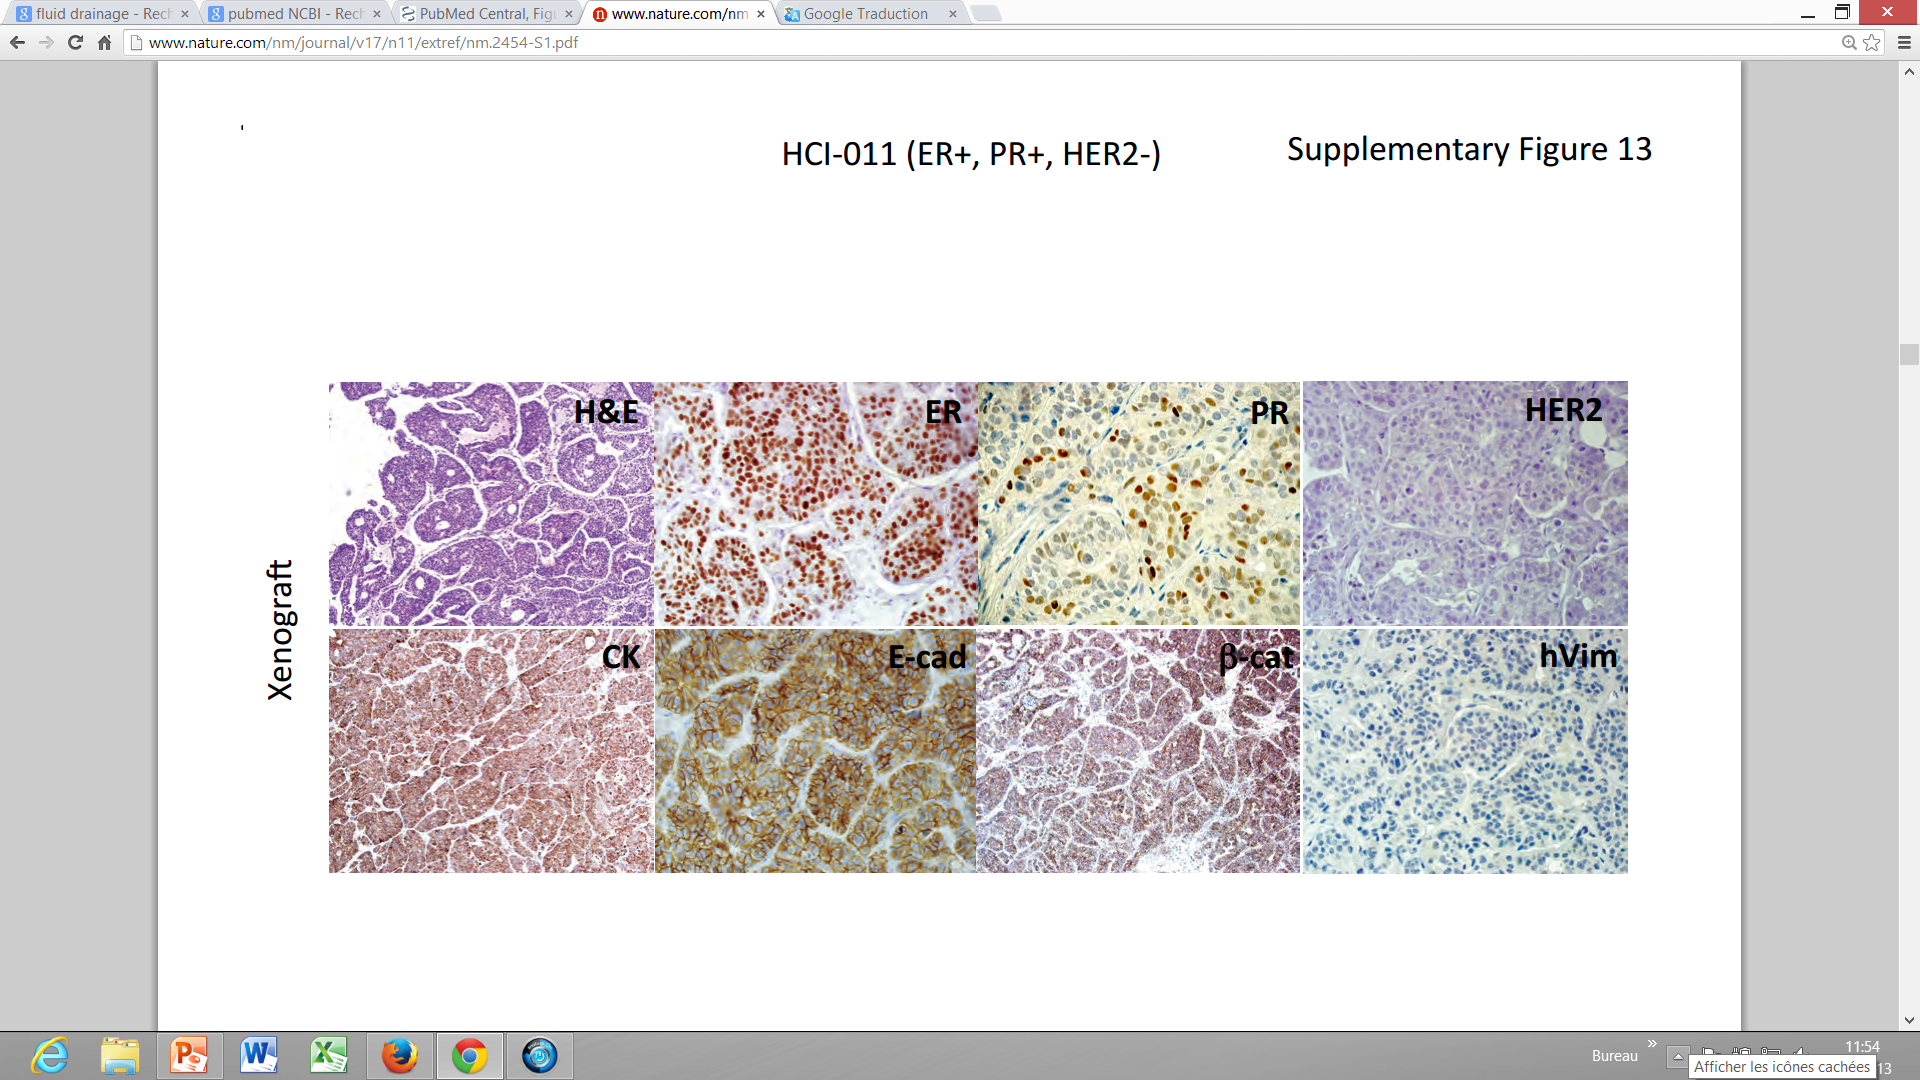 fluid drainage - Rech
pubmed NCBI - Rech
PubMed Central, Figu
www.nature.com/nm
Google Traduction
www.nature.com/nm/journal/v17/n11/extref/nm.2454-S1.pdf
HCI-011 (ER+, PR+, HER2-)
Supplementary Figure 13
Xenograft
H&E
ER
PR
HER2
CK
E-cad
β-cat
hVim
Bureau
11:54
Afficher les icônes cachées
13